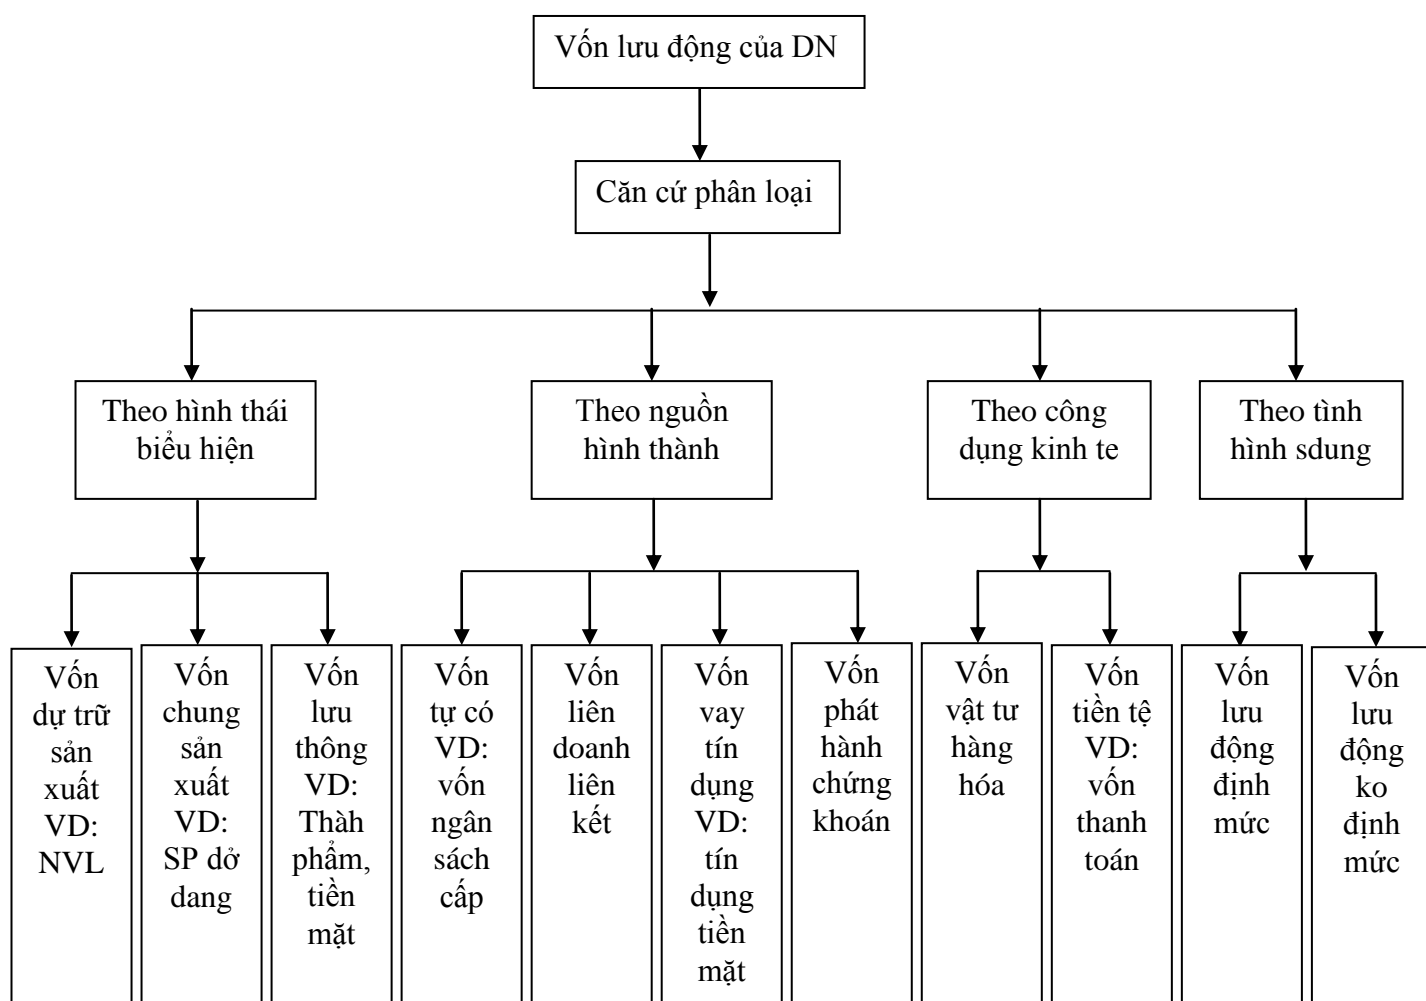 Vốn lưu động của DN
Căn cứ phân loại
Theo hình thái
biểu hiện
Theo nguồn
hình thành
Theo công
dụng kinh te
Theo tình
hình sdung
Vốn
dự trữ
sản
xuất
VD:
NVL
Vốn
chung
sản
xuất
VD:
SP dở
dang
Vốn
lưu
thông
VD:
Thàh
phẩm,
tiền
mặt
Vốn
tự có
VD:
vốn
ngân
sách
cấp
Vốn
liên
doanh
liên
kết
Vốn
vay
tín
dụng
VD:
tín
dụng
tiền
mặt
Vốn
phát
hành
chứng
khoán
Vốn
vật tư
hàng
hóa
Vốn
tiền tệ
VD:
vốn
thanh
toán
Vốn
lưu
động
định
mức
Vốn
lưu
động
ko
định
mức